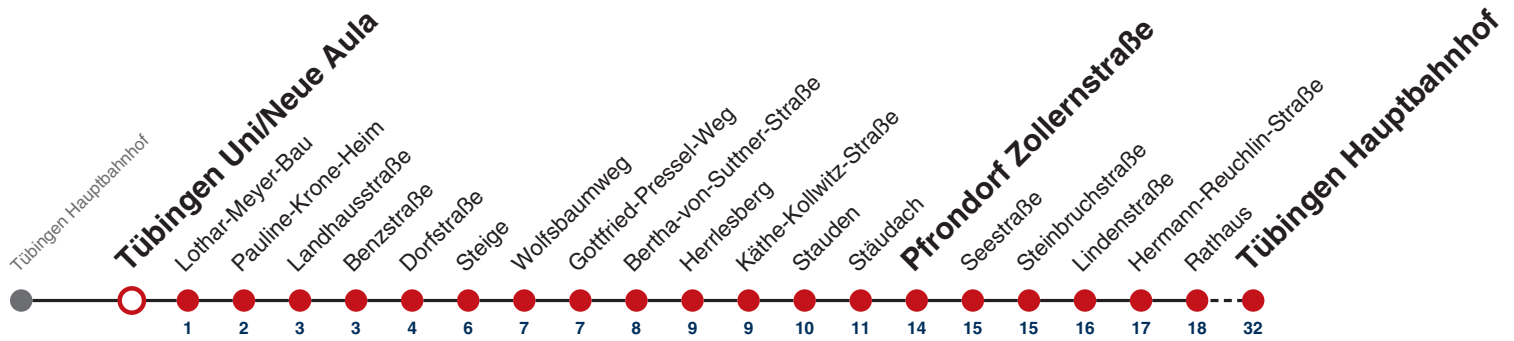 Tübingen Hauptbahnhof
Tübingen Uni/Neue Aula
Lothar-Meyer-Bau
Pauline-Krone-Heim
Landhausstraße
Benzstraße
Dorfstraße
Steige
Wolfsbaumweg
Gottfried-Pressel-Weg
Bertha-von-Suttner-Straße
Herrlesberg
Käthe-Kollwitz-Straße
Stauden
Stäudach
Pfrondorf Zollernstraße
Seestraße
Steinbruchstraße
Lindenstraße
Hermann-Reuchlin-Straße
Rathaus
Tübingen Hauptbahnhof
1 2 3 3 4 6 7 7 8 9 9 10 11 14 15 15 16 17 18 32